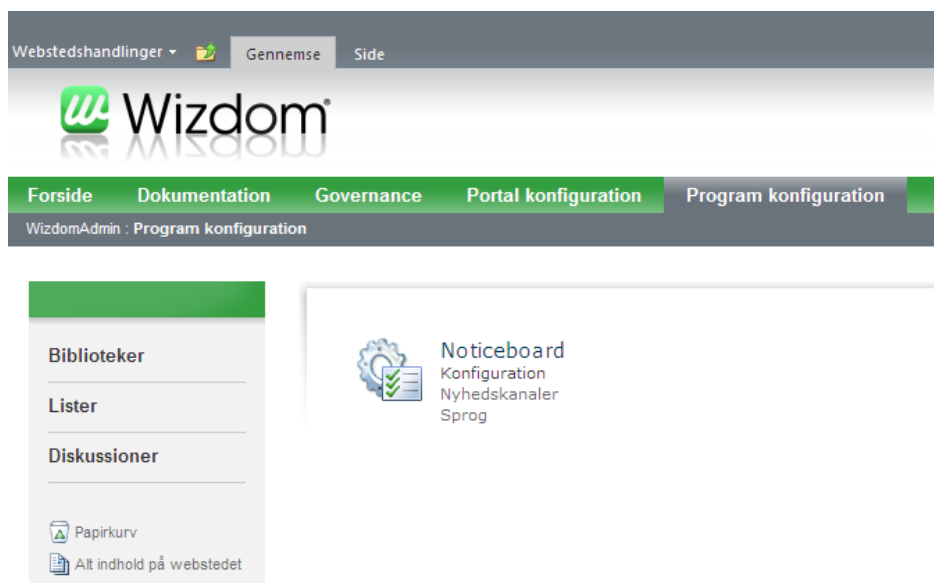 Webstedshandlinger Gennemse Side
Wizdom®
Forside Dokumentation Governance Portal konfiguration Program konfiguration
WizdomAdmin : Program konfiguration
Biblioteker
Lister
Diskussioner
Papirkurv
Alt indhold på webstedet
Noticeboard
Konfiguration
Nyhedskanaler
Sprog